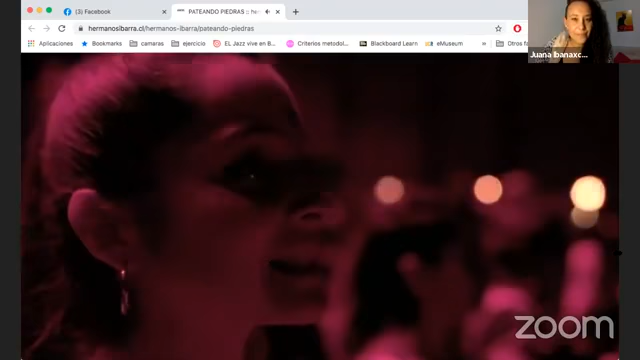 (3) Facebook
PATEANDO PIEDRAS :: he
hermanosibarra.cl/hermanos-ibarra/pateando-piedras
Aplicaciones
Bookmarks
camaras
ejercicio
EL Jazz vive en B...
Criterios metodol...
Blackboard Learn
eMuseum
Otros fa
Juana Ibanaxc...
zoom